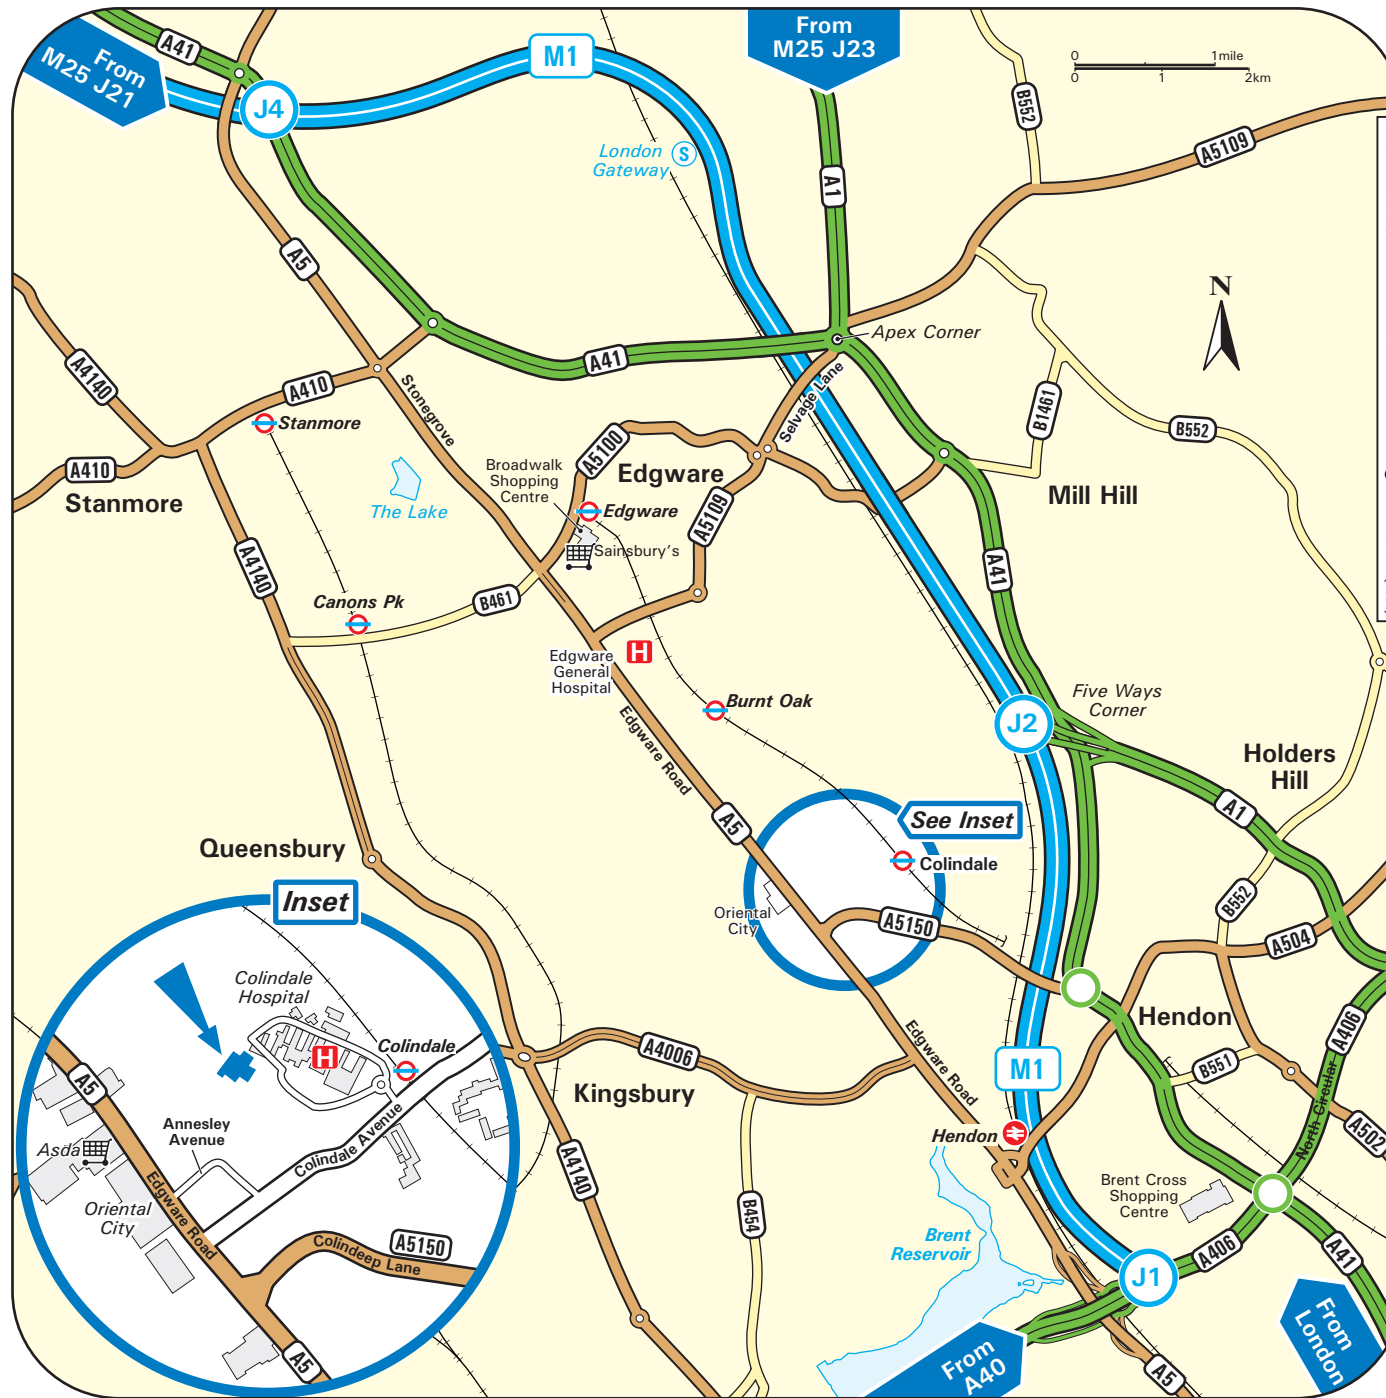 A41
From
M25 J21
J4
M1
From
M25 J23
0
1mile
0
1
2km
B552
A5109
London
Gateway
S
A1
N
A5
Apex Corner
A41
A4140
A410
Stonegrove
Selvage Lane
B1461
B552
Stanmore
A410
Stanmore
A5100
Broadwalk
Shopping
Centre
Edgware
Edgware
Sainsbury's
A5109
Mill Hill
The Lake
A4140
A41
Canons Pk
B461
Edgware
General
Hospital
H
Burnt Oak
Edgware Road
Five Ways
Corner
J2
Holders
Hill
A1
A5
See Inset
Colindale
Queensbury
Oriental
City
A5150
B552
A504
Inset
Colindale
Hospital
H
Colindale
A5
Annesley
Avenue
Colindale Avenue
Asda
Oriental
City
Edgware Road
Colindeep Lane
A5150
A5
Hendon
A406
Edgware Road
A4006
Kingsbury
M1
B551
North Circular
A502
Hendon
A4140
B454
Brent Cross
Shopping
Centre
Brent
Reservoir
A406
A41
J1
From
London
From
A40
A5